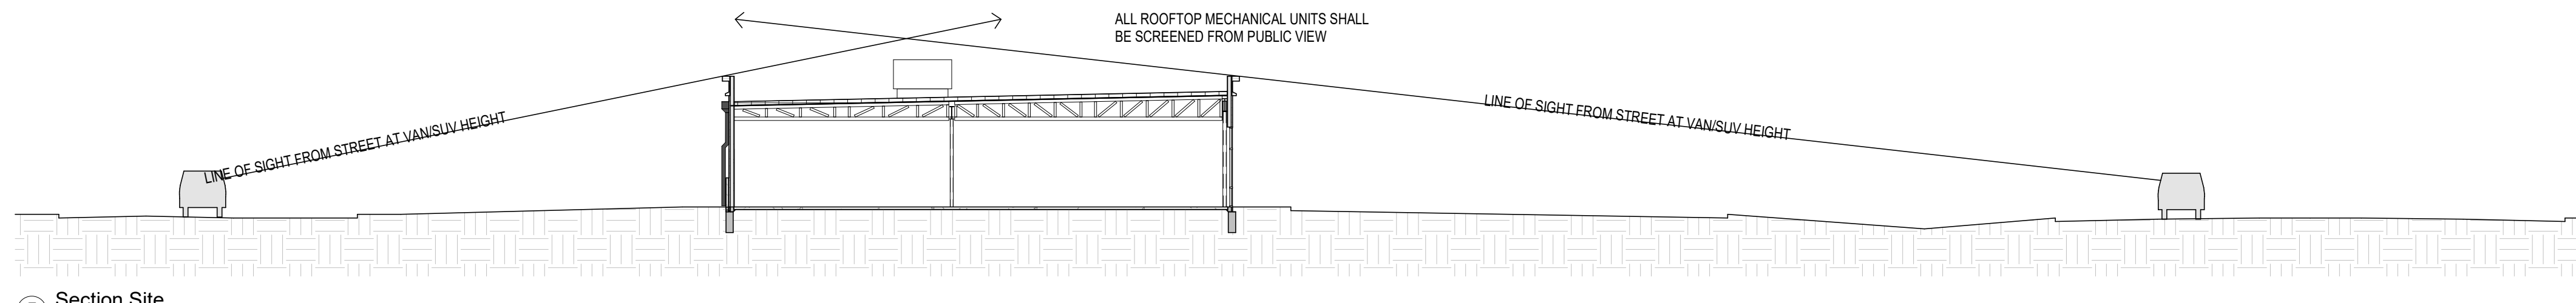 ALL ROOFTOP MECHANICAL UNITS SHALL
BE SCREENED FROM PUBLIC VIEW
LINE OF SIGHT FROM STREET AT VAN/SUV HEIGHT
LINE OF SIGHT FROM STREET AT VAN/SUV HEIGHT
Section Site